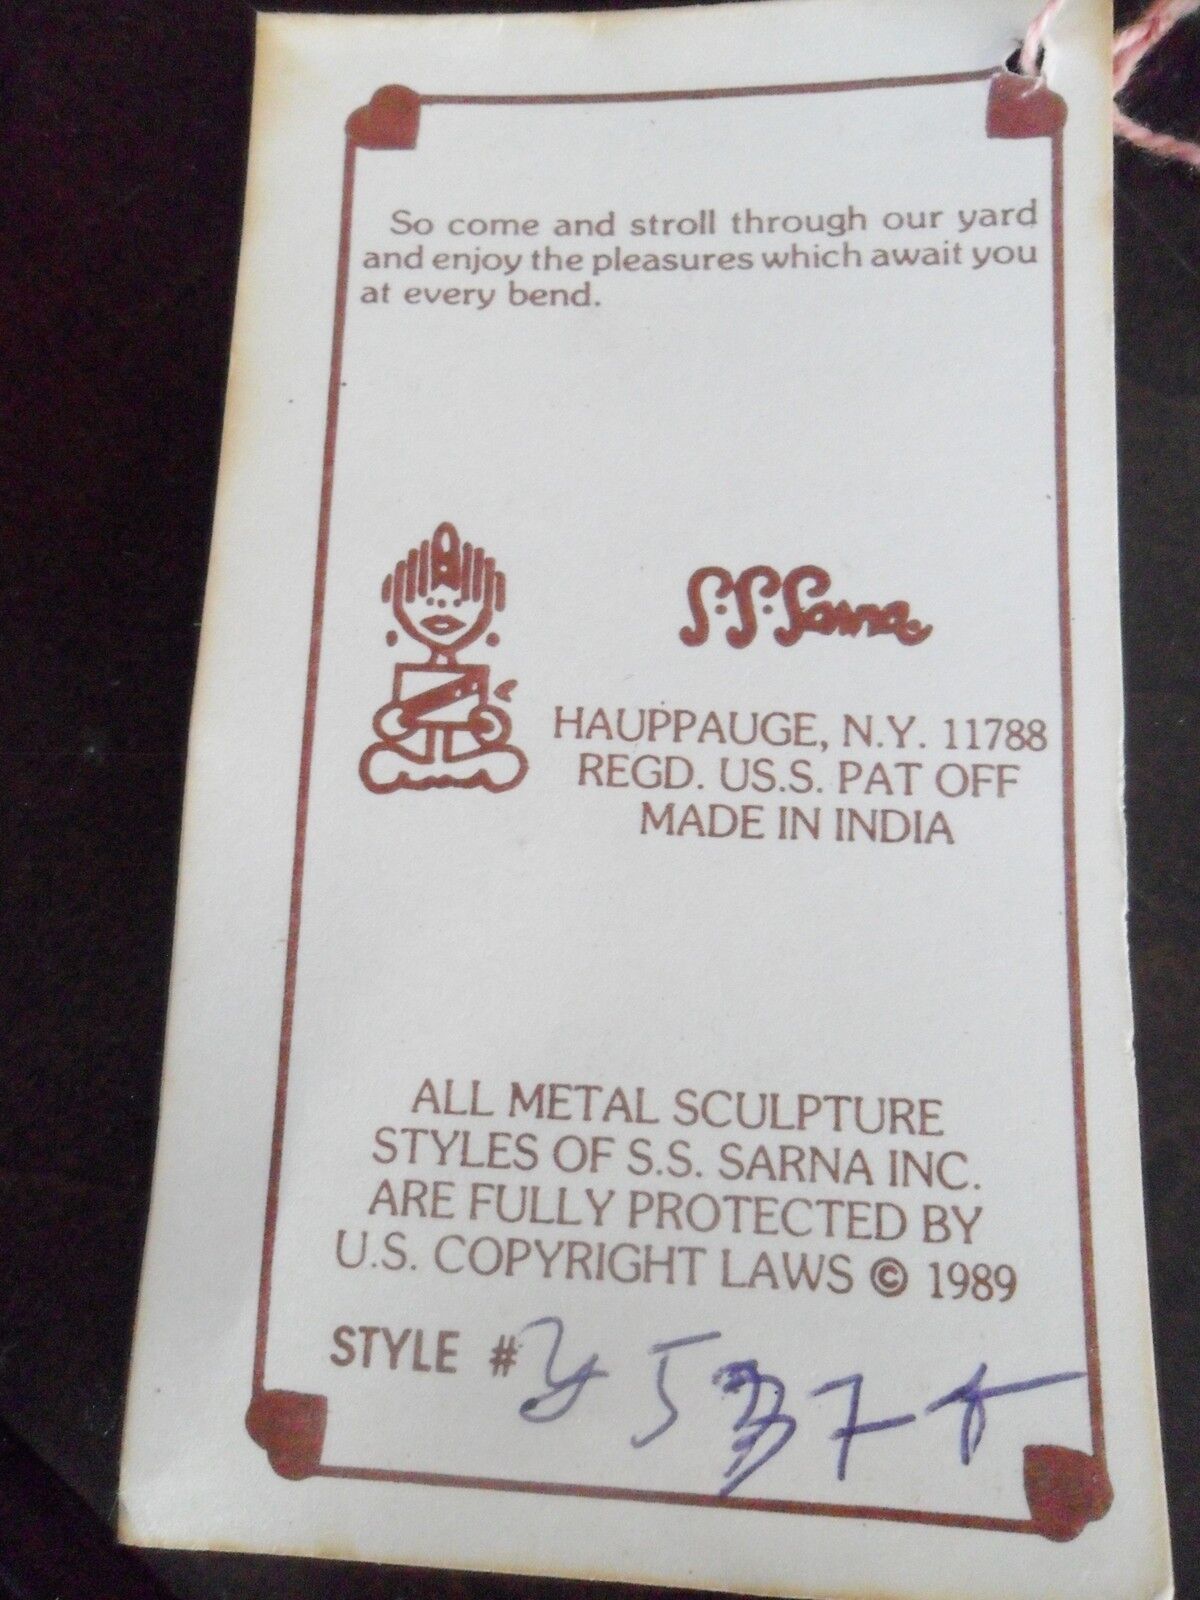 So come and stroll through our yard
and enjoy the pleasures which await you
at every bend.
S.S. Sarna
HAUPPAUGE, N.Y. 11788
REGD. US.S. PAT OFF
MADE IN INDIA
ALL METAL SCULPTURE
STYLES OF S.S. SARNA INC.
ARE FULLY PROTECTED BY
U.S. COPYRIGHT LAWS © 1989
STYLE #